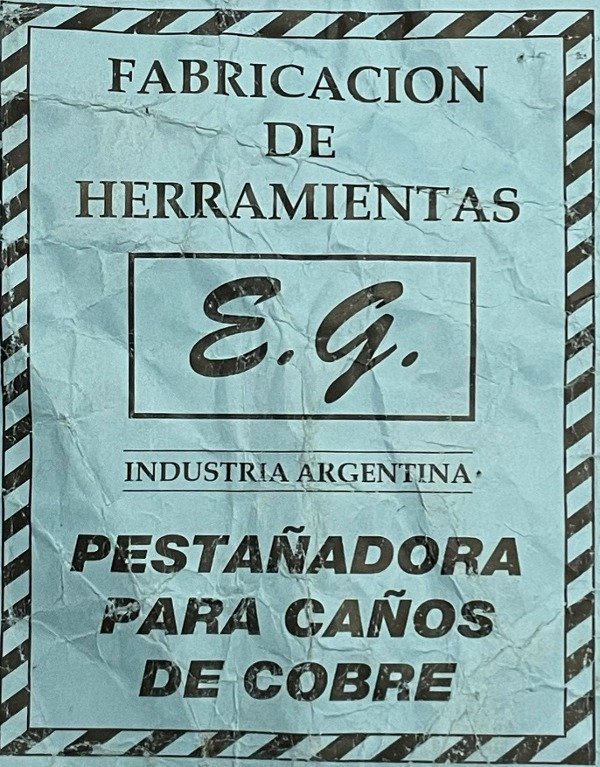 FABRICACION
DE
HERRAMIENTAS
E.G.
INDUSTRIA ARGENTINA
PESTAÑADORA
PARA CAÑOS
DE COBRE